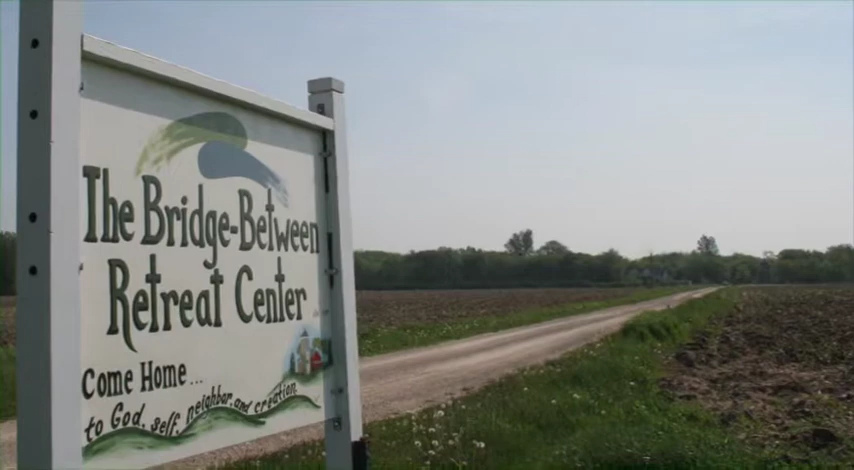 The Bridge-Between
Retreat Center
Come Home...
to God, self, neighbor, and creation.